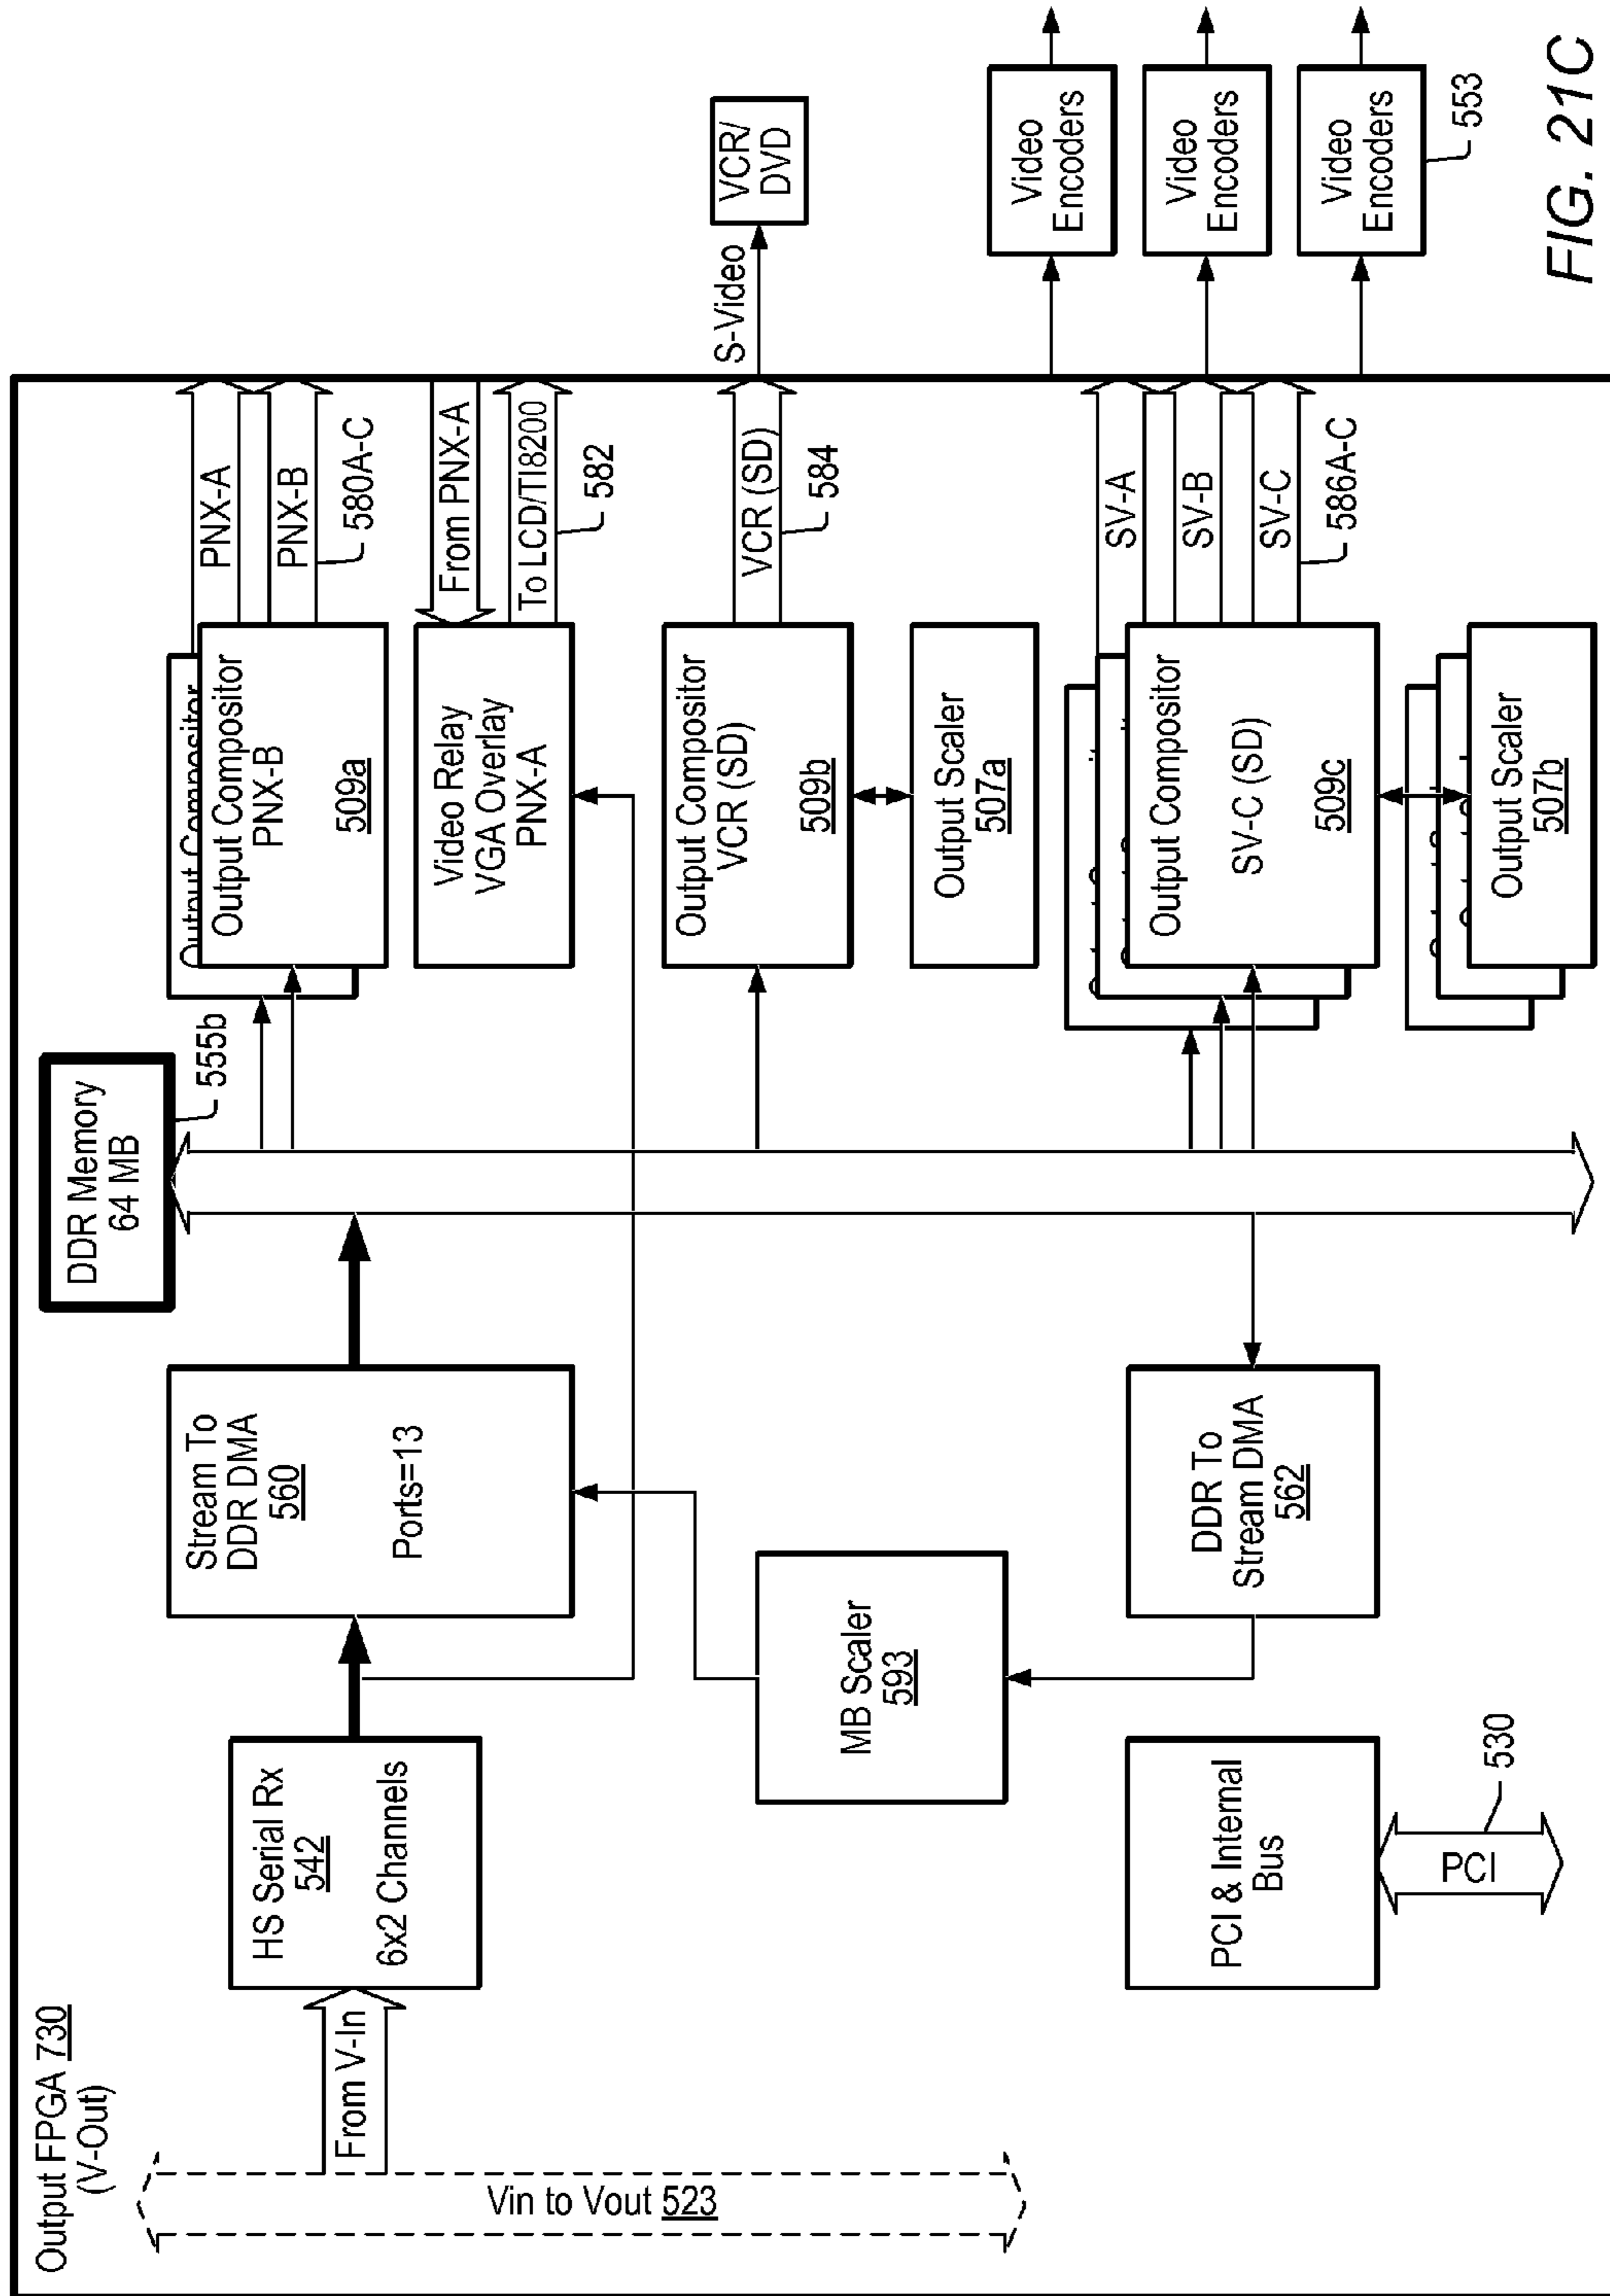 Output FPGA 730
(V-Out)
Vin to Vout 523
From V-In
HS Serial Rx
542
6x2 Channels
Stream To
DDR DMA
560
Ports=13
DDR Memory
64 MB
555b
MB Scaler
593
DDR To
Stream DMA
562
PCI & Internal
Bus
PCI
530
Output Compositor
Output Compositor
PNX-B
509a
PNX-A
PNX-B
580A-C
Video Relay
VGA Overlay
PNX-A
From PNX-A
To LCD/TI8200
582
Output Compositor
VCR (SD)
509b
VCR (SD)
584
S-Video
VCR/
DVD
Output Scaler
507a
Output Compositor
SV-C (SD)
509c
SV-A
SV-B
SV-C
586A-C
Output Scaler
507b
Video
Encoders
Video
Encoders
Video
Encoders
553
FIG. 21C